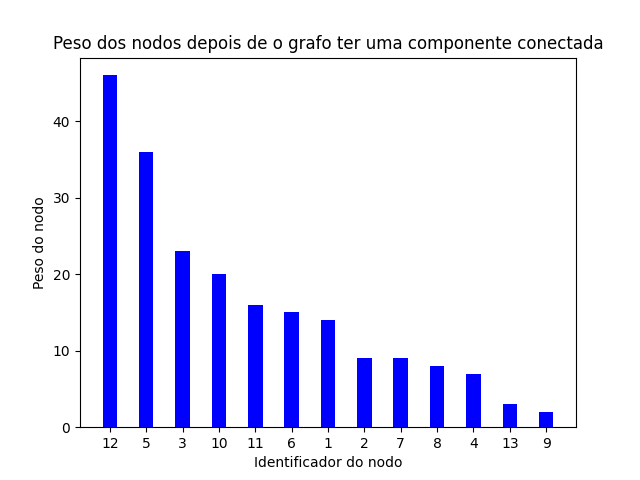 Peso dos nodos depois de o grafo ter uma componente conectada
Peso do nodo
40
30
20
10
0
12 5 3 10 11 6 1 2 7 8 4 13 9
Identificador do nodo